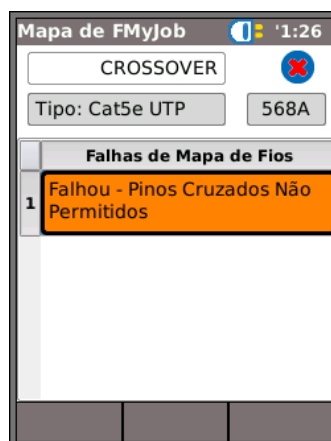 Mapa de FMyJob '1:26
CROSSOVER
Tipo: Cat5e UTP 568A
Falhas de Mapa de Fios
1 Falhou - Pinos Cruzados Não
Permitidos